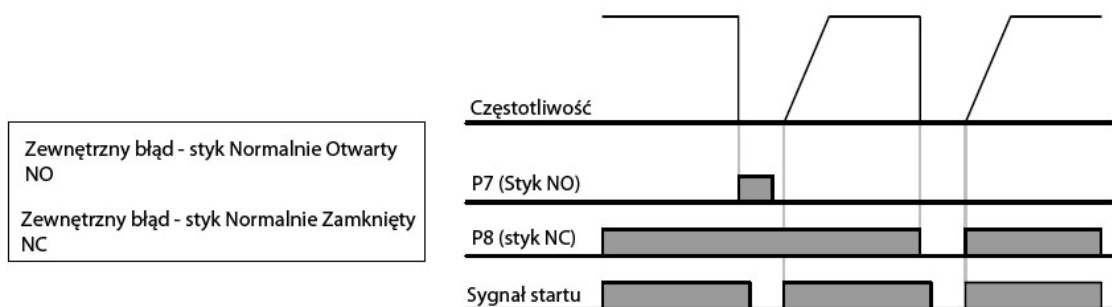 Zewnętrzny błąd - styk Normalnie Otwarty
NO
Zewnętrzny błąd - styk Normalnie Zamknięty
NC
Częstotliwość
P7 (Styk NO)
P8 (styk NC)
Sygnał startu